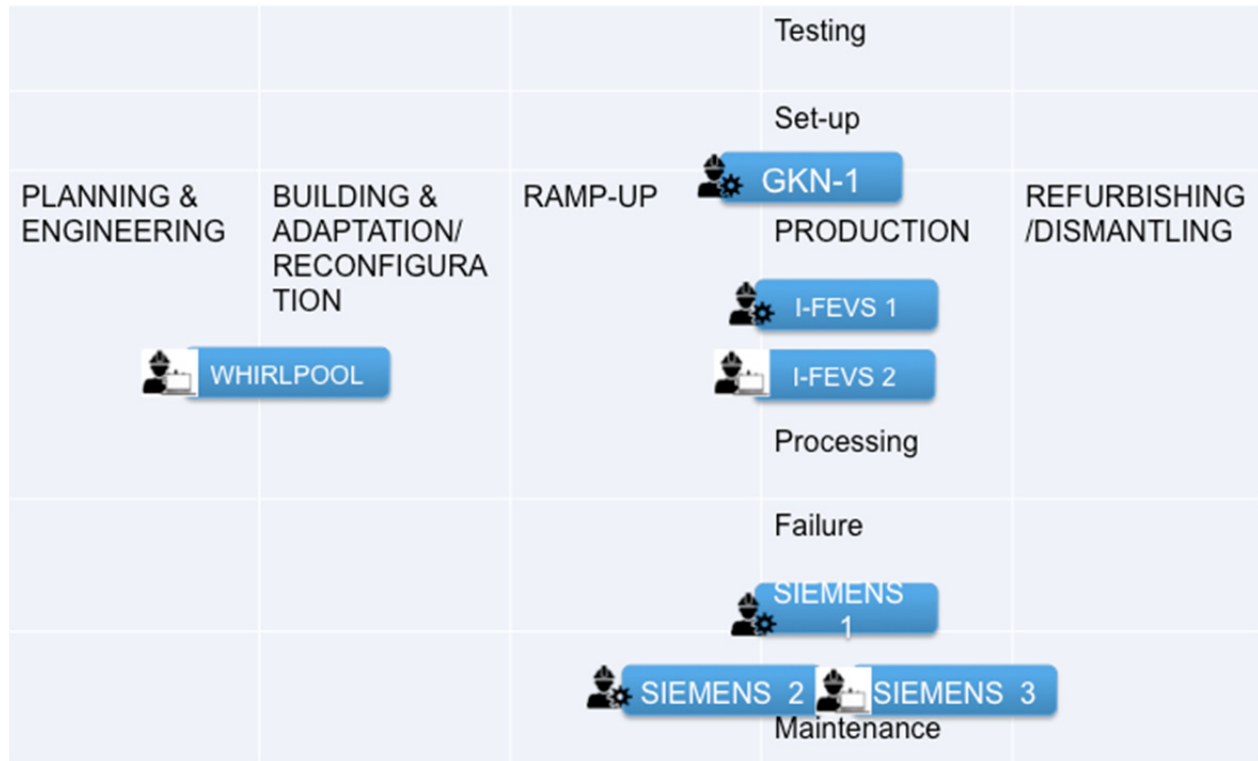 Testing
Set-up
GKN-1
PLANNING &
ENGINEERING
BUILDING &
ADAPTATION/
RECONFIGURA
TION
RAMP-UP
PRODUCTION
REFURBISHING
/DISMANTLING
I-FEVS 1
WHIRLPOOL
I-FEVS 2
Processing
Failure
SIEMENS
1
SIEMENS 2
SIEMENS 3
Maintenance